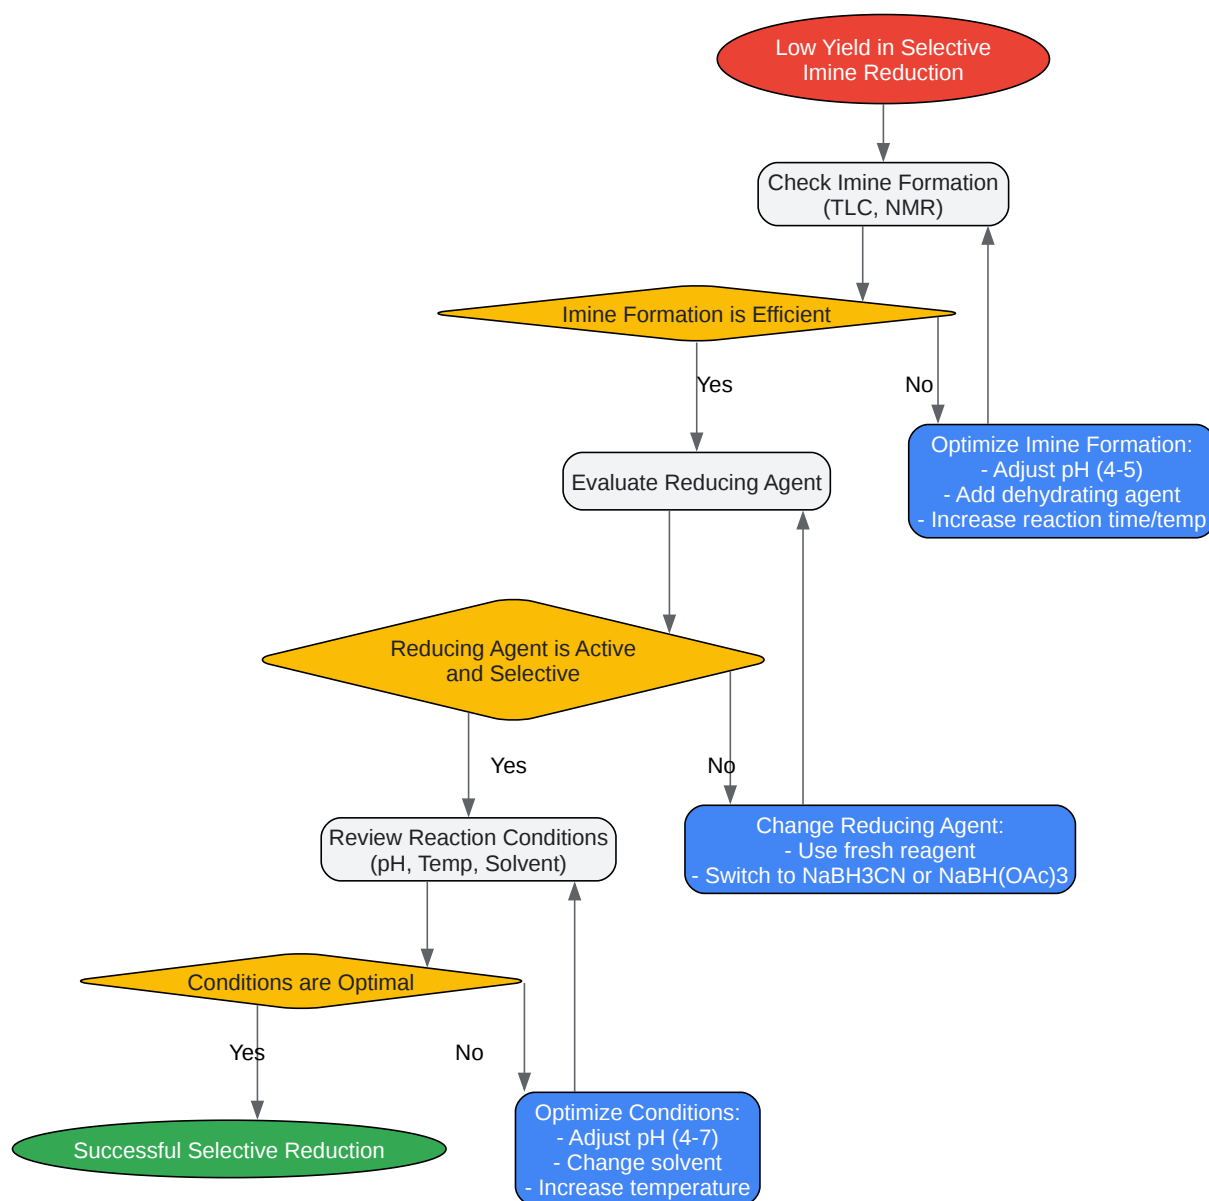 Low Yield in Selective
Imine Reduction
Check Imine Formation
(TLC, NMR)
Imine Formation is Efficient
Yes
No
Optimize Imine Formation:
- Adjust pH (4-5)
- Add dehydrating agent
- Increase reaction time/temp
Evaluate Reducing Agent
Reducing Agent is Active
and Selective
Yes
No
Change Reducing Agent:
- Use fresh reagent
- Switch to NaBH3CN or NaBH(OAc)3
Review Reaction Conditions
(pH, Temp, Solvent)
Conditions are Optimal
Yes
No
Optimize Conditions:
- Adjust pH (4-7)
- Change solvent
- Increase temperature
Successful Selective Reduction